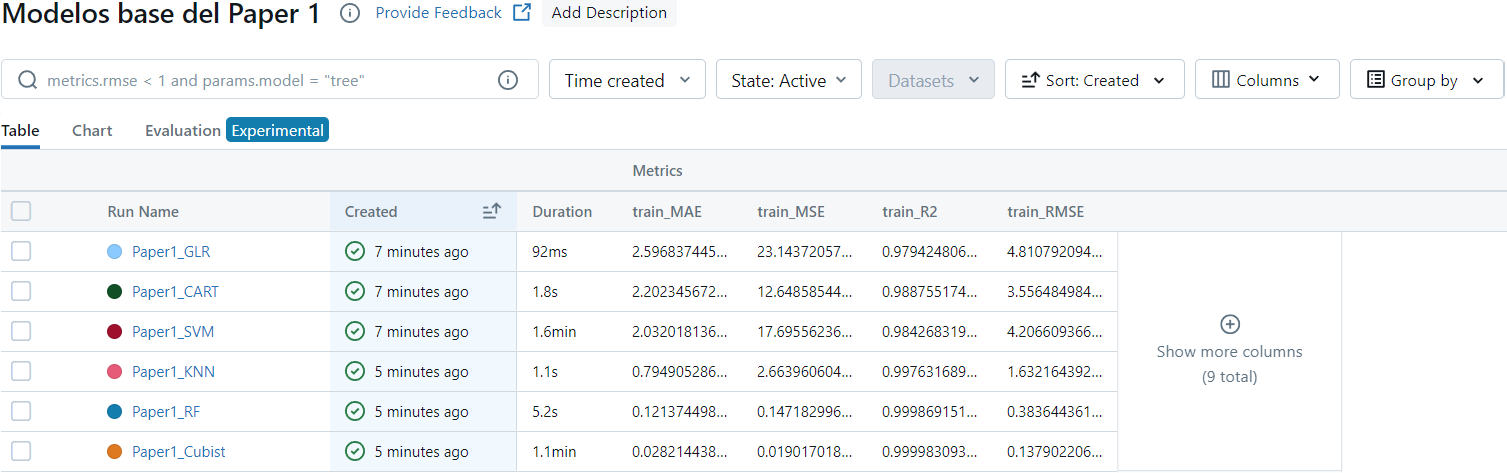 Modelos base del Paper 1 Provide Feedback Add Description
metrics.rmse < 1 and params.model = "tree" Time created State: Active Datasets Sort: Created Columns Group by
Table Chart Evaluation Experimental
Metrics
Run Name Created Duration train_MAE train_MSE train_R2 train_RMSE
Paper1_GLR 7 minutes ago 92ms 2.596837445... 23.14372057... 0.979424806... 4.810792094...
Paper1_CART 7 minutes ago 1.8s 2.202345672... 12.64858544... 0.988755174... 3.556484984...
Paper1_SVM 7 minutes ago 1.6min 2.032018136... 17.69556236... 0.984268319... 4.206609366...
Paper1_KNN 5 minutes ago 1.1s 0.794905286... 2.663960604... 0.997631689... 1.632164392...
Paper1_RF 5 minutes ago 5.2s 0.121374498... 0.147182996... 0.999869151... 0.383644361...
Paper1_Cubist 5 minutes ago 1.1min 0.028214438... 0.019017018... 0.999983093... 0.137902206...
Show more columns
(9 total)